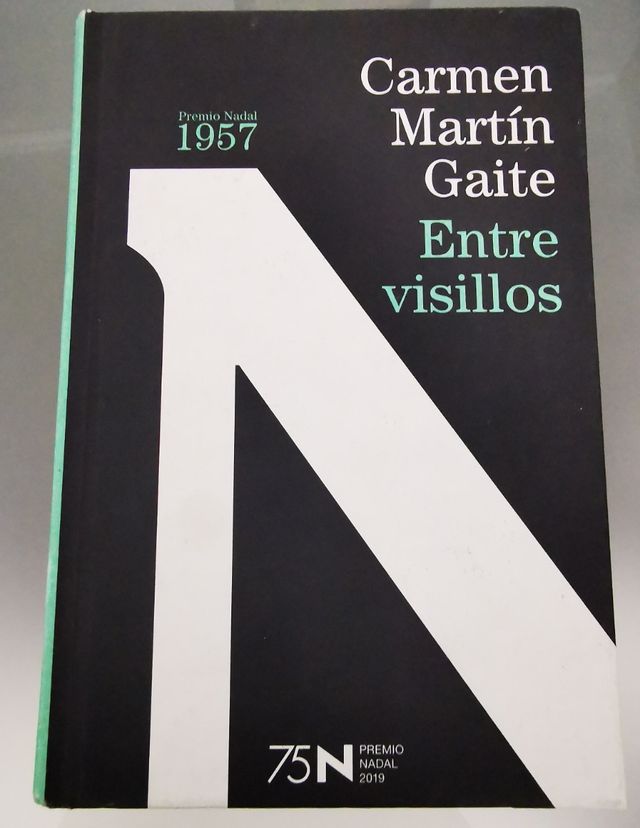 Carmen
Martín
Gaite
Entre
visillos
Premio Nadal
1957
N
75N PREMIO
NADAL
2019